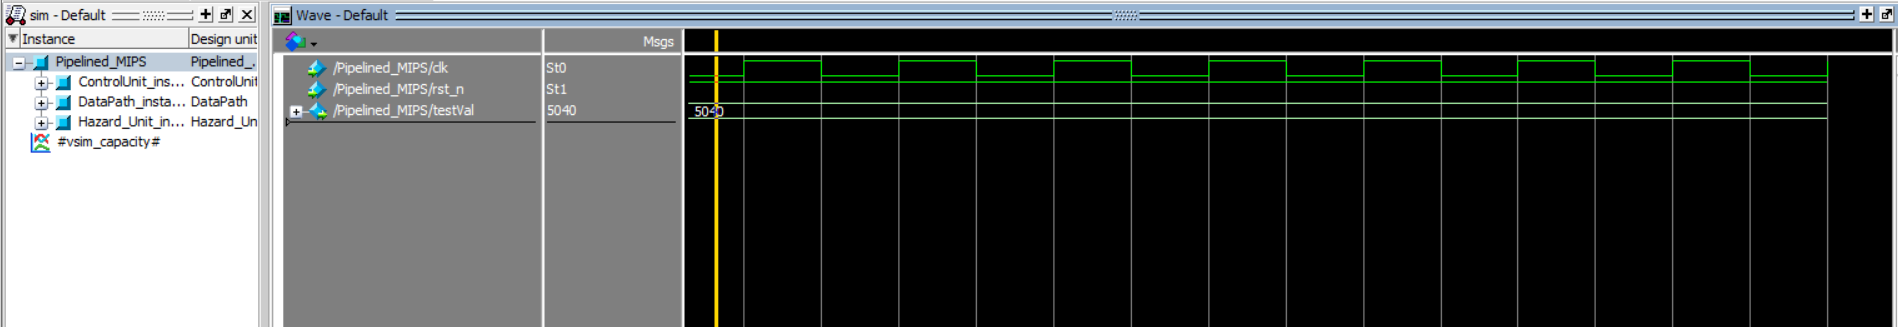 sim - Default
Instance Design unit
Pipelined_MIPS Pipelined_.
ControlUnit_ins... ControlUnit
DataPath_insta... DataPath
Hazard_Unit_in... Hazard_Un
#vsim_capacity#
Wave - Default
Msgs
/Pipelined_MIPS/clk St0
/Pipelined_MIPS/rst_n St1
/Pipelined_MIPS/testVal 5040 5040